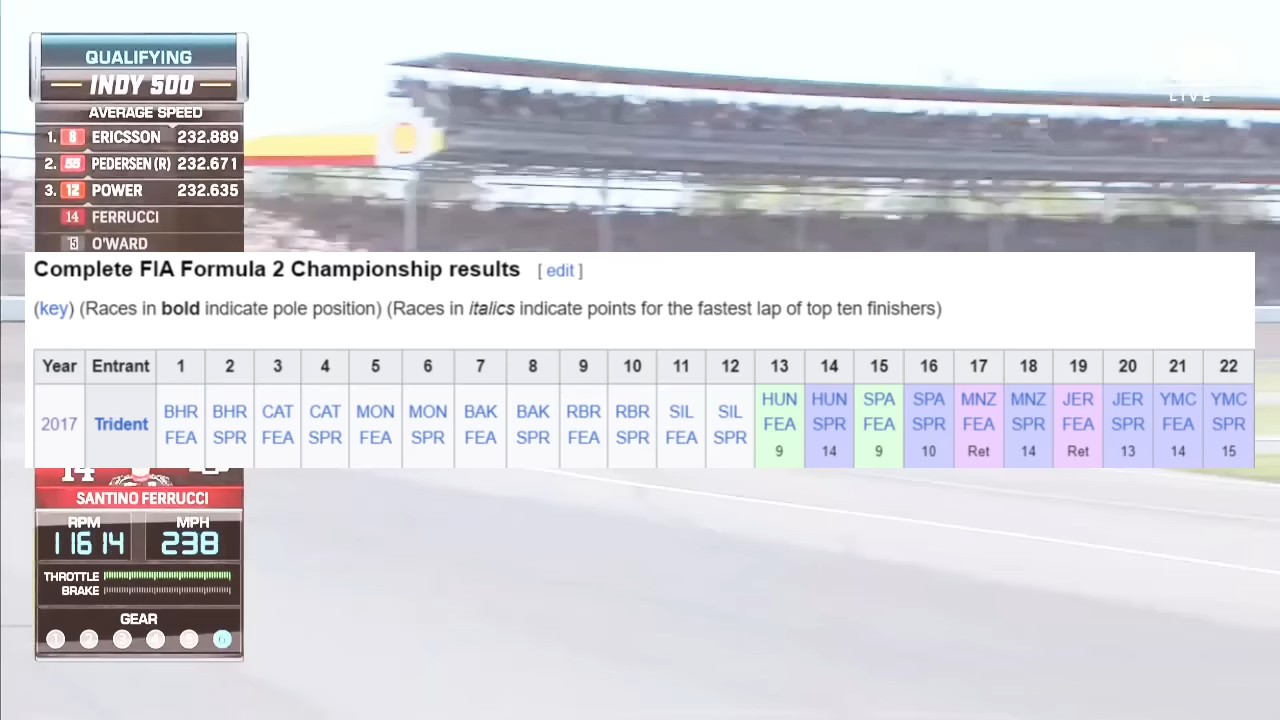 QUALIFYING
INDY 500
AVERAGE SPEED
1. 8 ERICSSON 232.889
2. 55 PEDERSEN (R) 232.671
3. 12 POWER 232.635
14 FERRUCCI
5 O'WARD
LIVE
Complete FIA Formula 2 Championship results [ edit ]
(key) (Races in bold indicate pole position) (Races in italics indicate points for the fastest lap of top ten finishers)
Year Entrant 1 2 3 4 5 6 7 8 9 10 11 12 13 14 15 16 17 18 19 20 21 22
2017 Trident BHR FEA BHR SPR CAT FEA CAT SPR MON FEA MON SPR BAK FEA BAK SPR RBR FEA RBR SPR SIL FEA SIL SPR HUN FEA 9 HUN SPR 14 SPA FEA 9 SPA SPR 10 MNZ FEA Ret MNZ SPR 14 JER FEA Ret JER SPR 13 YMC FEA 14 YMC SPR 15
14
SANTINO FERRUCCI
RPM MPH
11614 238
THROTTLE
BRAKE
GEAR
1 2 3 4 5 6